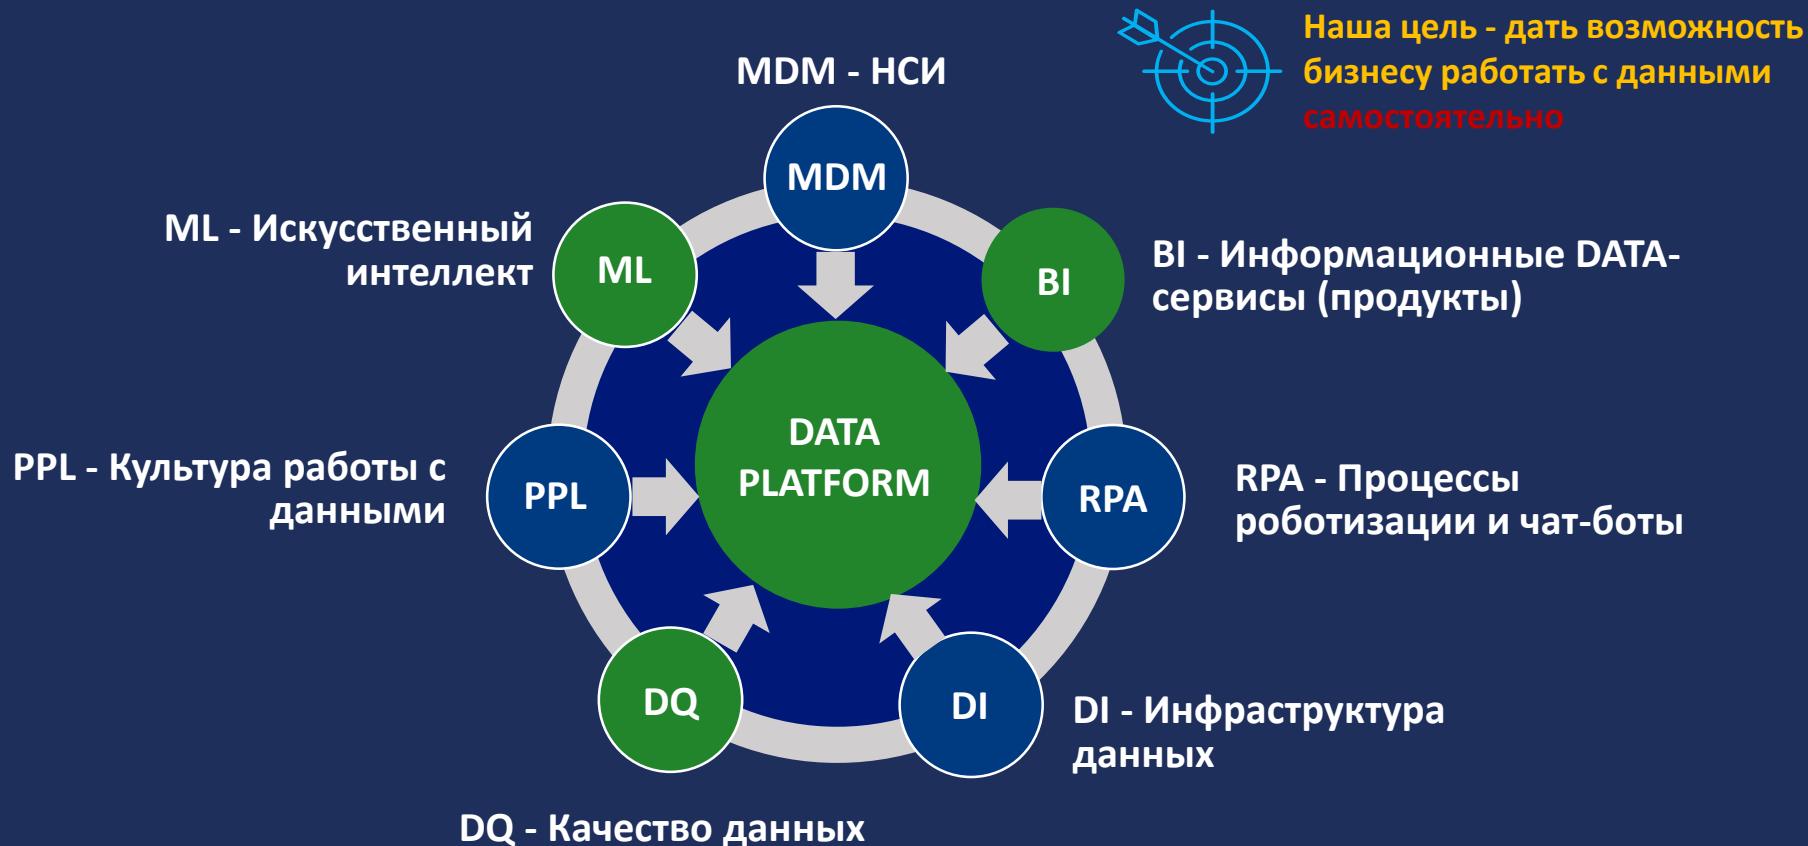 Наша цель - дать возможность
бизнесу работать с данными
самостоятельно
MDM - НСИ
MDM
ML - Искусственный
интеллект
ML
BI
BI - Информационные DATA-
сервисы (продукты)
DATA
PLATFORM
PPL - Культура работы с
данными
PPL
RPA
RPA - Процессы
роботизации и чат-боты
DQ
DI
DI - Инфраструктура
данных
DQ - Качество данных